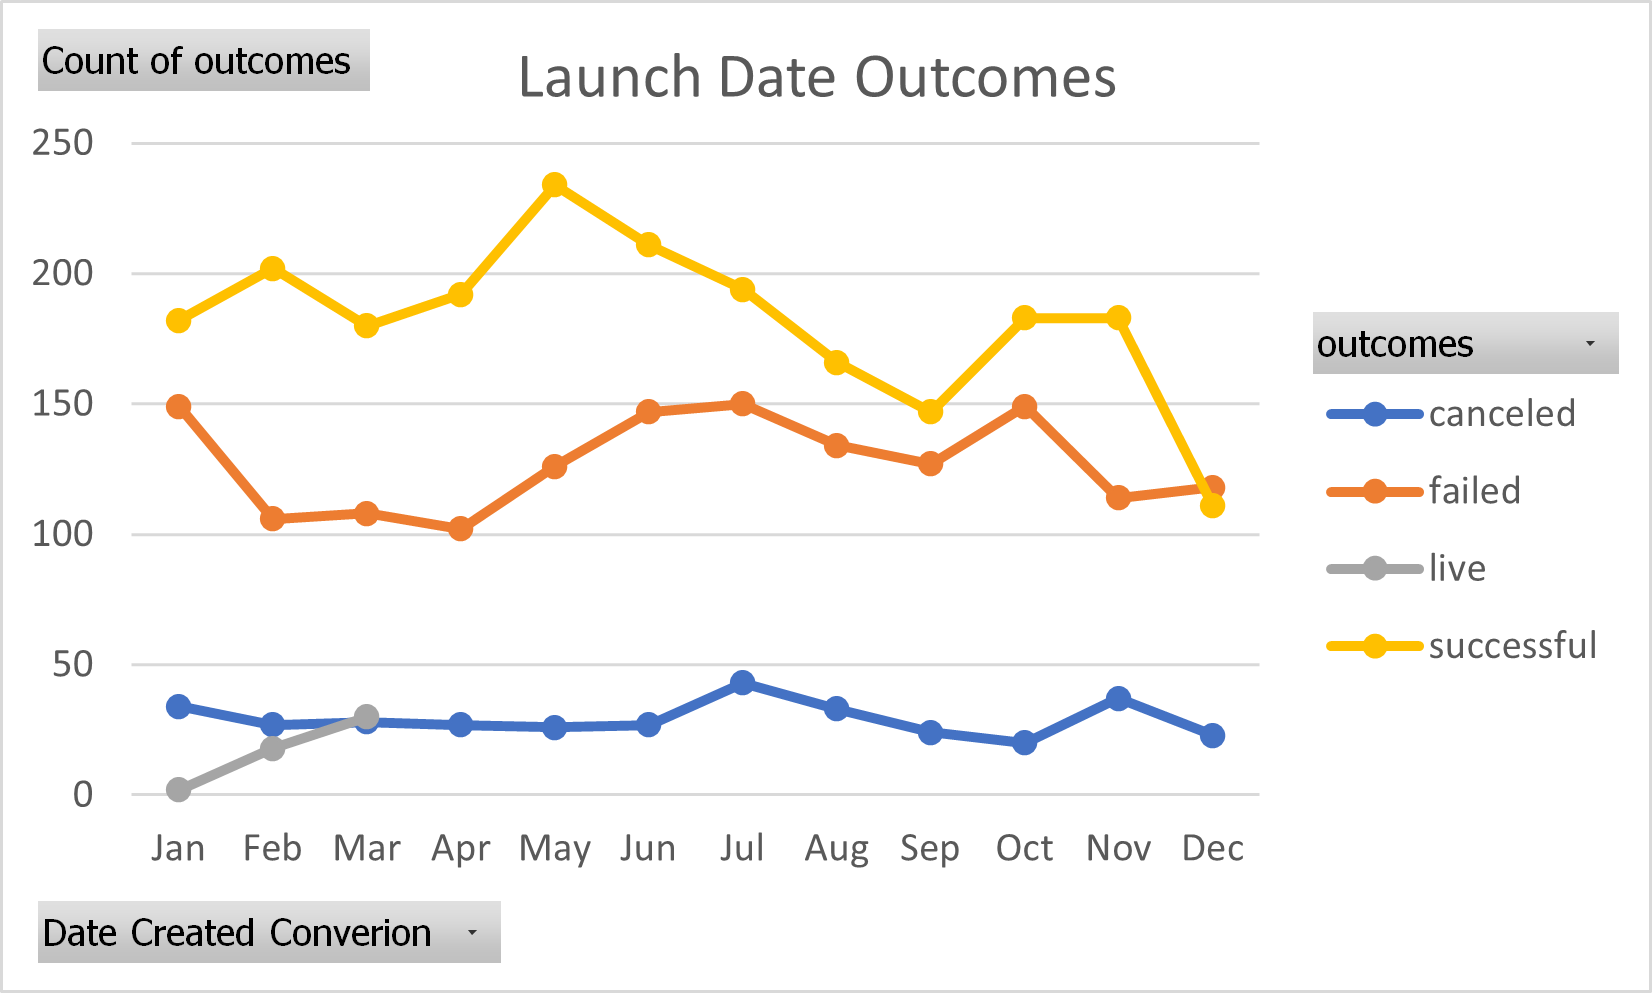 Count of outcomes
Launch Date Outcomes
250
200
150
100
50
0
Jan Feb Mar Apr May Jun Jul Aug Sep Oct Nov Dec
outcomes
canceled
failed
live
successful
Date Created Converion